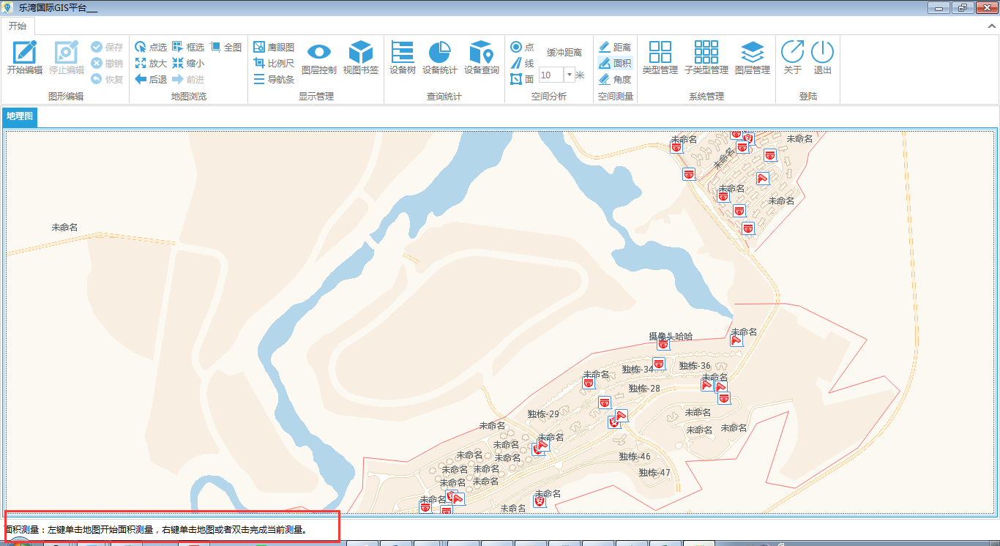 乐湾国际GIS平台___
开始
开始编辑 停止编辑 保存 撤销 恢复
图形编辑
点选 框选 全图
放大 缩小
后退 前进
地图浏览
鹰眼图
比例尺
导航条
图层控制 视图书签
显示管理
设备树 设备统计 设备查询
查询统计
点 缓冲距离
线
面 10 米
空间分析
距离
面积
角度
空间测量
类型管理 子类型管理 图层管理
系统管理
关于 退出
登陆
地理图
未命名 未命名
未命名
未命名
未命名
未命名
摄像头哈哈 未命名
独栋-34 独栋-36
未命名 未命名
独栋-28
独栋-29 未命名
未命名 未命名 未命名
未命名
未命名
未命名 未命名 独栋-46
未命名 未命名 独栋-47
未命名 未命名
未命名 未命名
未命名
面积测量：左键单击地图开始面积测量，右键单击地图或者双击完成当前测量。